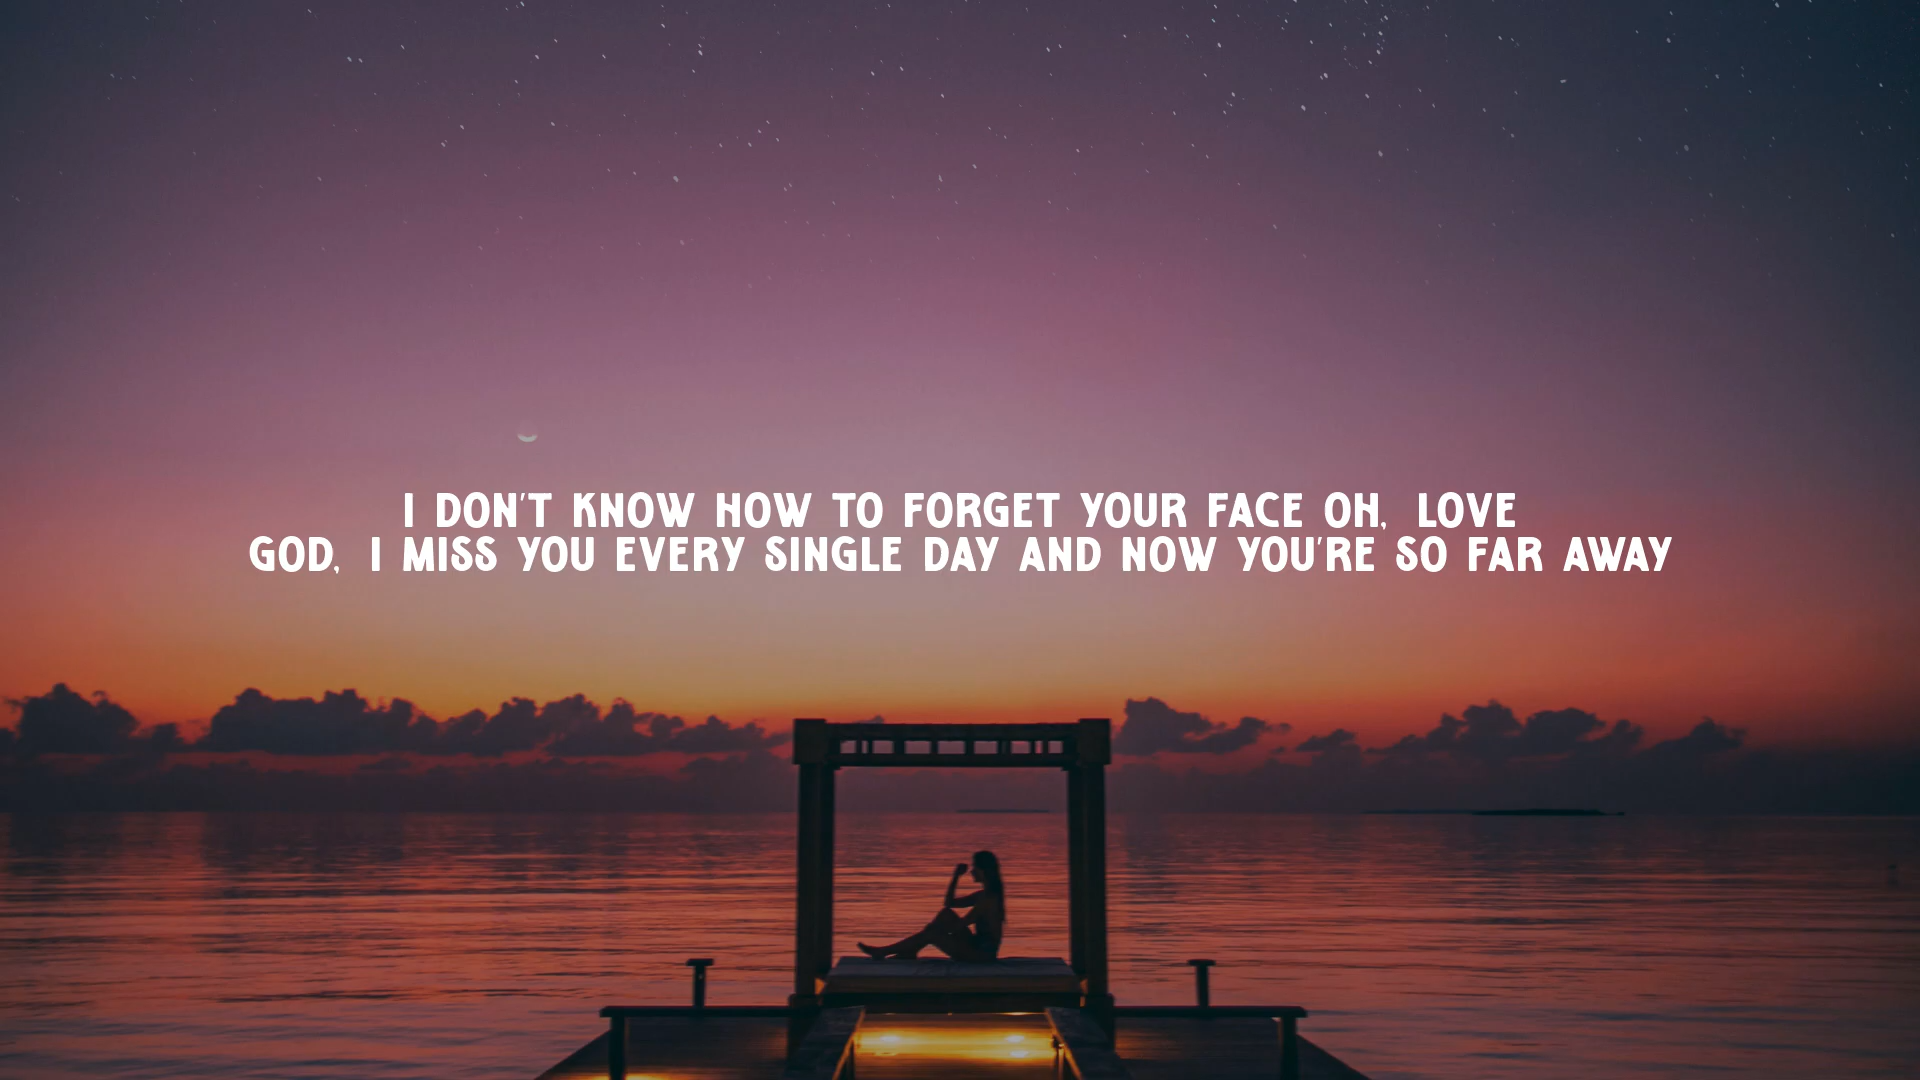 I DON'T KNOW HOW TO FORGET YOUR FACE OH, LOVE
GOD, I MISS YOU EVERY SINGLE DAY AND NOW YOU'RE SO FAR AWAY